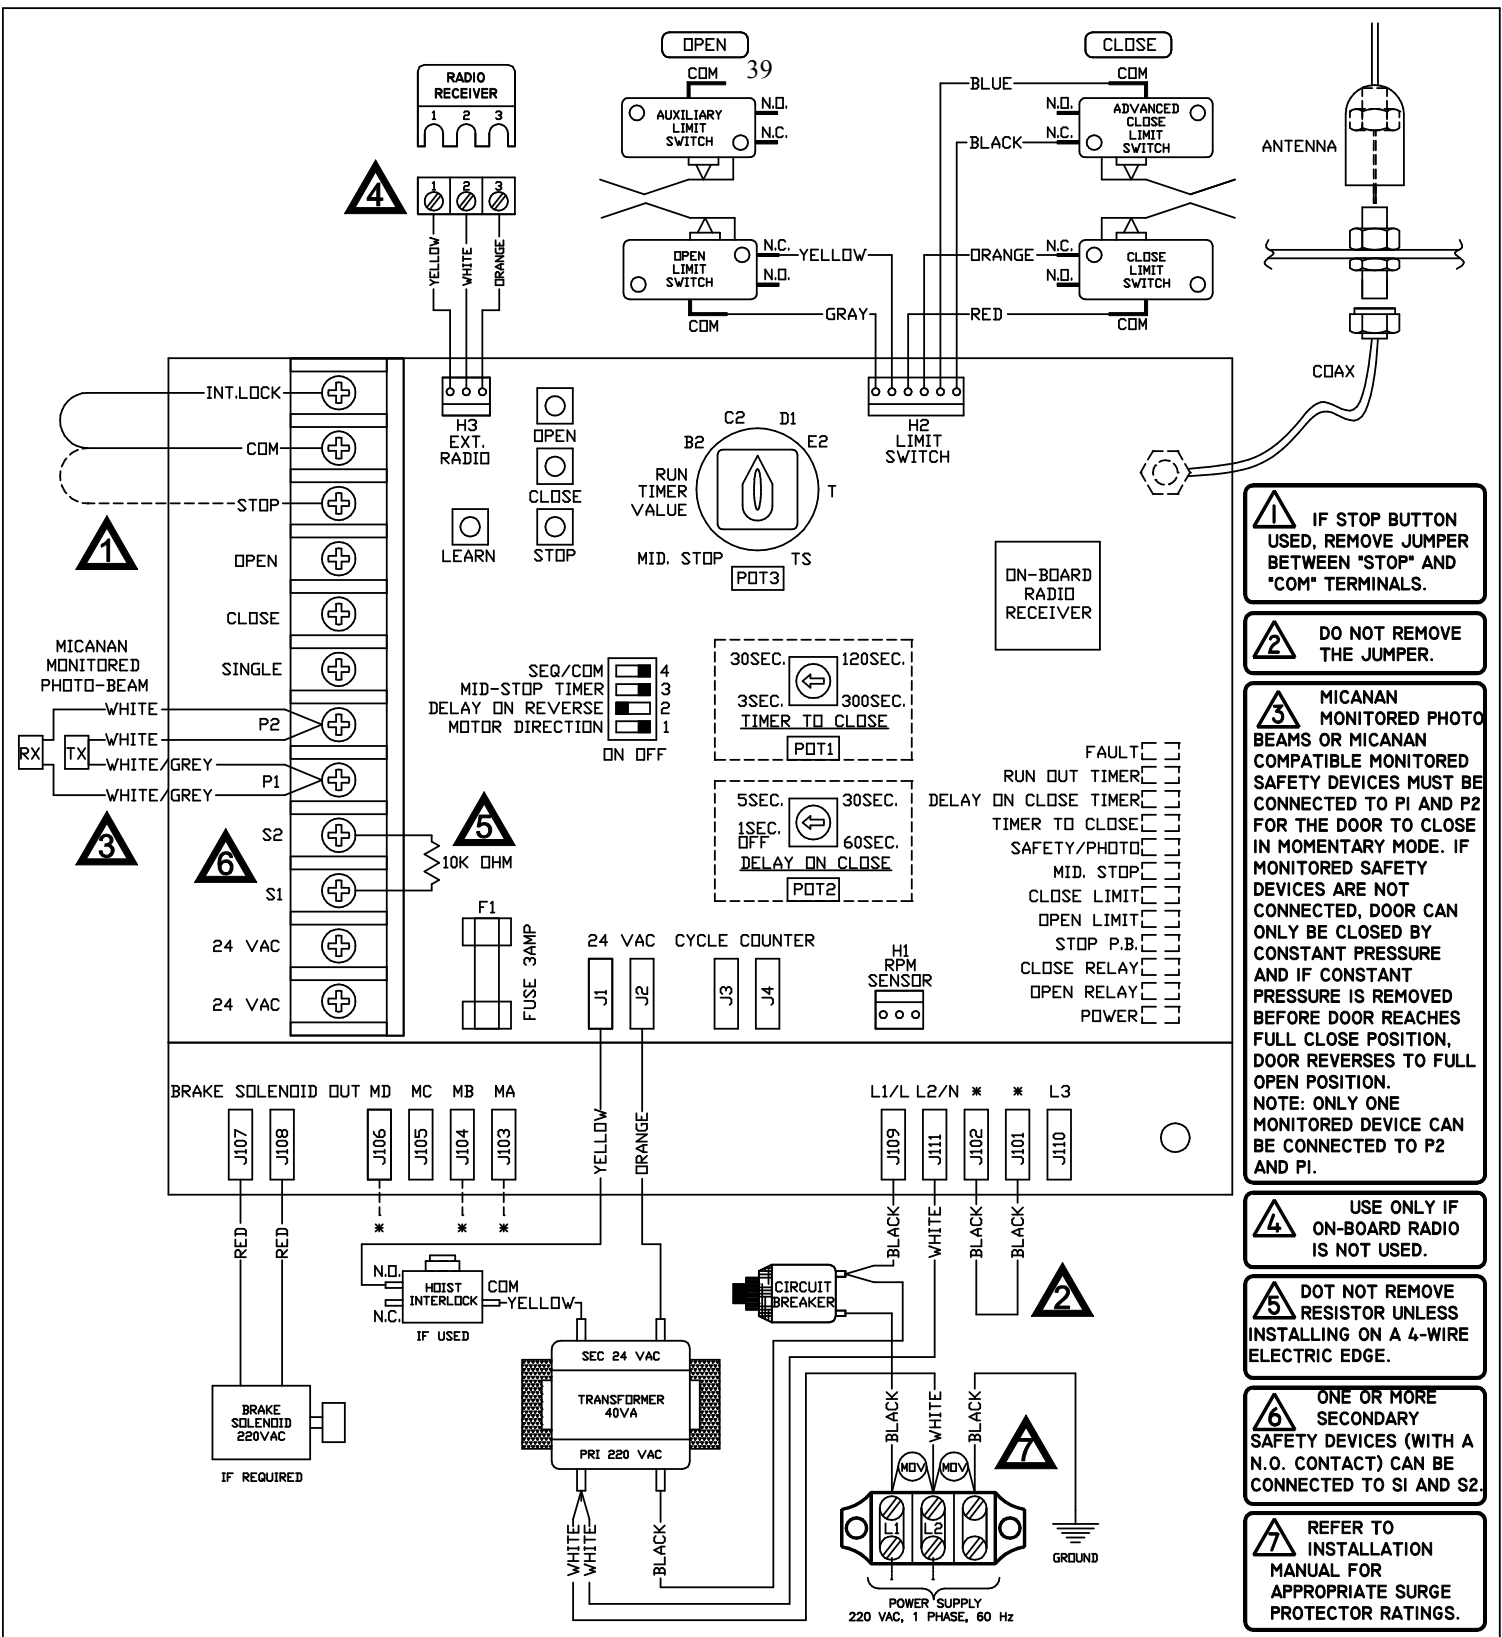 OPEN
CLOSE
39
COM
COM
BLUE
RADIO
RECEIVER
1 2 3
AUXILIARY
LIMIT
SWITCH
N.O.
N.C.
N.O.
N.C.
ADVANCED
CLOSE
LIMIT
SWITCH
BLACK
ANTENNA
4
1 2 3
YELLOW
WHITE
ORANGE
OPEN
LIMIT
SWITCH
N.C.
N.O.
YELLOW
ORANGE
N.C.
N.O.
CLOSE
LIMIT
SWITCH
COM
GRAY
RED
COM
COAX
INT.LOCK
COM
STOP
OPEN
CLOSE
SINGLE
P2
P1
S2
S1
24 VAC
24 VAC
1
H3
EXT.
RADIO
OPEN
CLOSE
LEARN
STOP
B2
C2
D1
E2
T
TS
RUN
TIMER
VALUE
MID. STOP
POT3
H2
LIMIT
SWITCH
ON-BOARD
RADIO
RECEIVER
MICANAN
MONITORED
PHOTO-BEAM
WHITE
WHITE
WHITE/GREY
WHITE/GREY
RX
TX
3
6
5
10K OHM
SEQ/COM 4
MID-STOP TIMER 3
DELAY ON REVERSE 2
MOTOR DIRECTION 1
ON OFF
30SEC. 120SEC.
3SEC. 300SEC.
TIMER TO CLOSE
POT1
5SEC. 30SEC.
1SEC.
OFF 60SEC.
DELAY ON CLOSE
POT2
FAULT
RUN OUT TIMER
DELAY ON CLOSE TIMER
TIMER TO CLOSE
SAFETY/PHOTO
MID. STOP
CLOSE LIMIT
OPEN LIMIT
STOP P.B.
CLOSE RELAY
OPEN RELAY
POWER
F1
FUSE 3AMP
24 VAC CYCLE COUNTER
J1
J2
J3
J4
H1
RPM
SENSOR
BRAKE SOLENOID OUT MD MC MB MA
J107
J108
J106
J105
J104
J103
* * *
YELLOW
ORANGE
L1/L L2/N * * L3
J109
J111
J102
J101
J110
RED
RED
BLACK
WHITE
BLACK
BLACK
2
N.O.
N.C.
HOIST
INTERLOCK
COM
YELLOW
IF USED
CIRCUIT
BREAKER
SEC 24 VAC
TRANSFORMER
40VA
PRI 220 VAC
BRAKE
SOLENOID
220VAC
IF REQUIRED
WHITE
WHITE
BLACK
BLACK
WHITE
BLACK
MOV
MOV
7
L1
L2
GROUND
POWER SUPPLY
220 VAC, 1 PHASE, 60 Hz
1 IF STOP BUTTON
USED, REMOVE JUMPER
BETWEEN "STOP" AND
"COM" TERMINALS.
2 DO NOT REMOVE
THE JUMPER.
3 MICANAN
MONITORED PHOTO
BEAMS OR MICANAN
COMPATIBLE MONITORED
SAFETY DEVICES MUST BE
CONNECTED TO P1 AND P2
FOR THE DOOR TO CLOSE
IN MOMENTARY MODE. IF
MONITORED SAFETY
DEVICES ARE NOT
CONNECTED, DOOR CAN
ONLY BE CLOSED BY
CONSTANT PRESSURE
AND IF CONSTANT
PRESSURE IS REMOVED
BEFORE DOOR REACHES
FULL CLOSE POSITION,
DOOR REVERSES TO FULL
OPEN POSITION.
NOTE: ONLY ONE
MONITORED DEVICE CAN
BE CONNECTED TO P2
AND P1.
4 USE ONLY IF
ON-BOARD RADIO
IS NOT USED.
5 DOT NOT REMOVE
RESISTOR UNLESS
INSTALLING ON A 4-WIRE
ELECTRIC EDGE.
6 ONE OR MORE
SECONDARY
SAFETY DEVICES (WITH A
N.O. CONTACT) CAN BE
CONNECTED TO S1 AND S2.
7 REFER TO
INSTALLATION
MANUAL FOR
APPROPRIATE SURGE
PROTECTOR RATINGS.